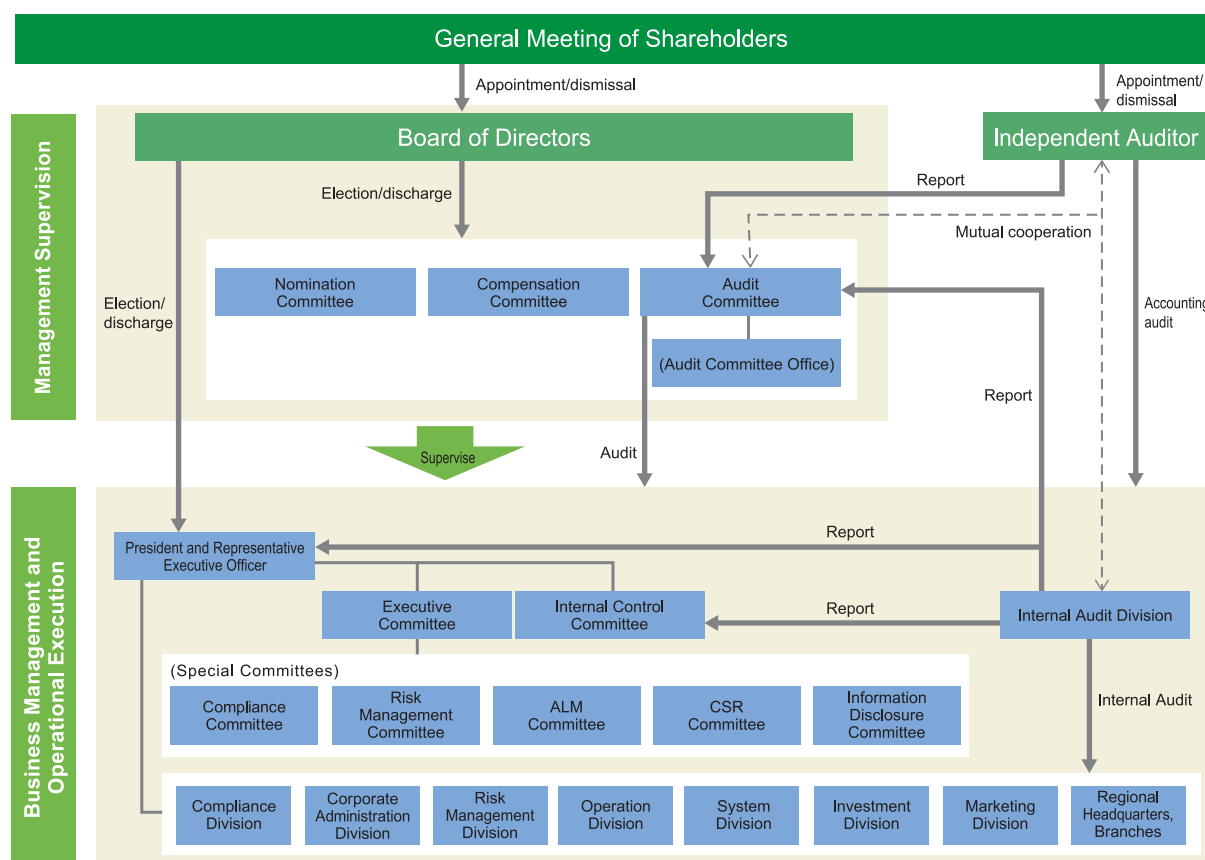 General Meeting of Shareholders
Appointment/dismissal
Appointment/
dismissal
Management Supervision
Board of Directors
Independent Auditor
Election/discharge
Report
Mutual cooperation
Nomination
Committee
Compensation
Committee
Audit
Committee
Election/
discharge
Accounting
audit
(Audit Committee Office)
Report
Supervise
Audit
Business Management and
Operational Execution
President and Representative
Executive Officer
Report
Executive
Committee
Internal Control
Committee
Report
Internal Audit Division
(Special Committees)
Compliance
Committee
Risk
Management
Committee
ALM
Committee
CSR
Committee
Information
Disclosure
Committee
Internal Audit
Compliance
Division
Corporate
Administration
Division
Risk
Management
Division
Operation
Division
System
Division
Investment
Division
Marketing
Division
Regional
Headquarters,
Branches